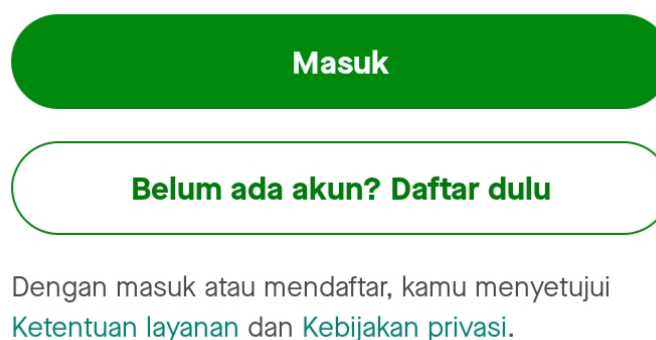 Masuk
Belum ada akun? Daftar dulu
Dengan masuk atau mendaftar, kamu menyetujui
Ketentuan layanan dan Kebijakan privasi.